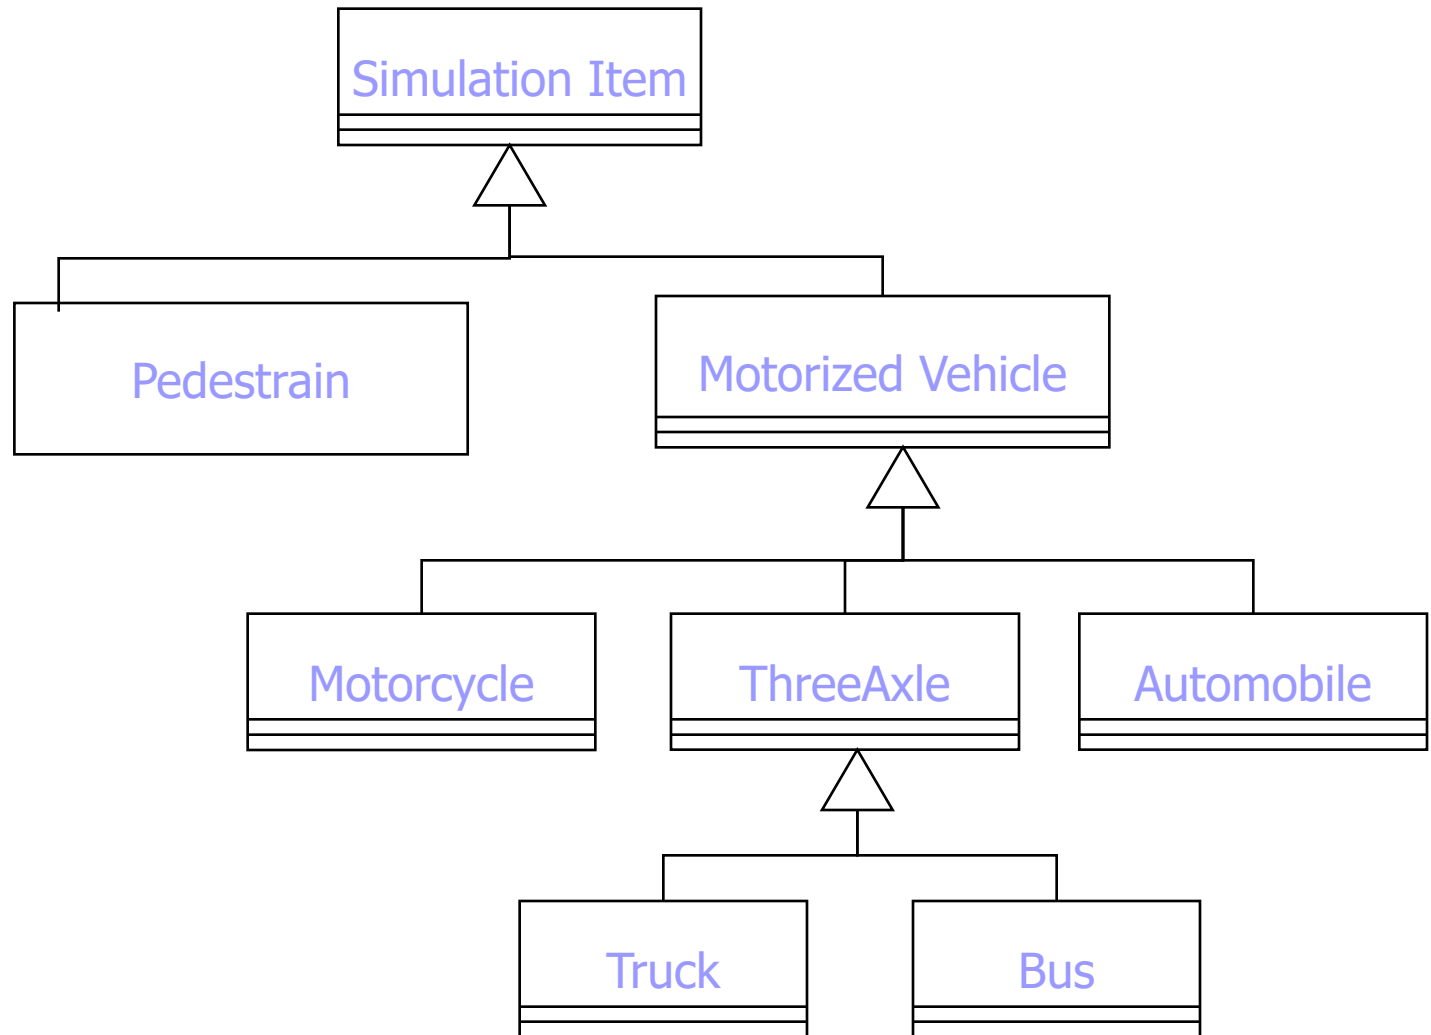 Simulation Item
Pedestrain
Motorized Vehicle
Motorcycle
ThreeAxle
Automobile
Truck
Bus